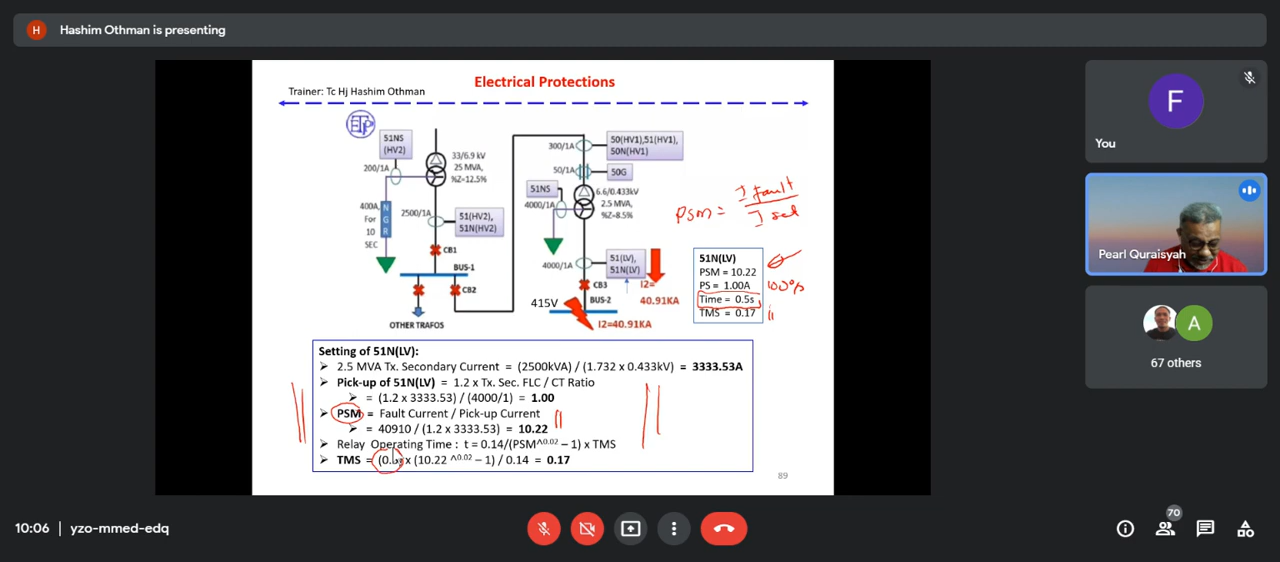 H Hashim Othman is presenting
Electrical Protections
Trainer: Tc Hj Hashim Othman
51NS
(HV2)
200/1A
33/6.9 kV
25 MVA,
%Z=12.5%
400A
For
10
SEC
N
G
R
2500/1A
51(HV2),
51N(HV2)
CB1
BUS-1
CB2
OTHER TRAFOS
300/1A
50(HV1),51(HV1),
50N(HV1)
50/1A
50G
51NS
4000/1A
6.6/0.433kV
2.5 MVA,
%Z=8.5%
4000/1A
51(LV),
51N(LV)
I2=
40.91KA
CB3
BUS-2
415V
I2=40.91KA
PSM = I fault
I set
51N(LV)
PSM = 10.22
PS = 1.00A
Time = 0.5s
TMS = 0.17
100%
Setting of 51N(LV):
➢ 2.5 MVA Tx. Secondary Current = (2500kVA) / (1.732 x 0.433kV) = 3333.53A
➢ Pick-up of 51N(LV) = 1.2 x Tx. Sec. FLC / CT Ratio
➢ = (1.2 x 3333.53) / (4000/1) = 1.00
➢ PSM = Fault Current / Pick-up Current
➢ = 40910 / (1.2 x 3333.53) = 10.22
➢ Relay Operating Time : t = 0.14/(PSM^0.02 – 1) x TMS
➢ TMS = x (10.22 ^0.02 – 1) / 0.14 = 0.17
89
F
You
Pearl Quraisyah
A
67 others
10:06 | yzo-mmed-edq
70